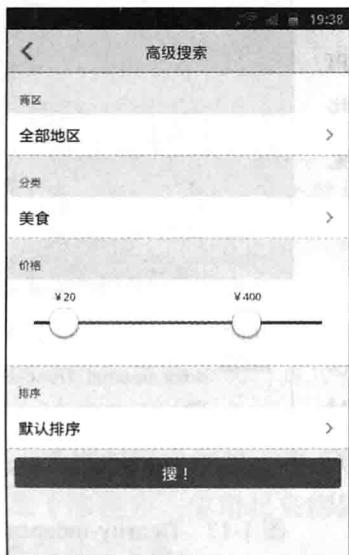 19:38
高级搜索
商区
全部地区
分类
美食
价格
¥20 ¥400
排序
默认排序
搜！